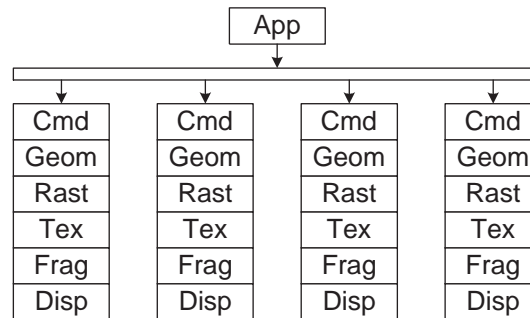 App
Cmd Cmd Cmd Cmd
Geom Geom Geom Geom
Rast Rast Rast Rast
Tex Tex Tex Tex
Frag Frag Frag Frag
Disp Disp Disp Disp